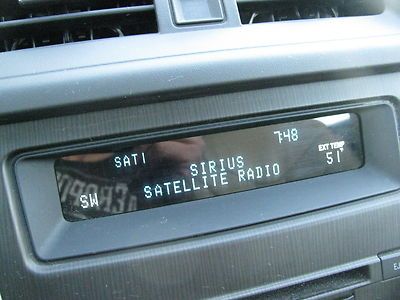 7:48
SAT1
SIRIUS
EXT TEMP
51°
SATELLITE RADIO
SW